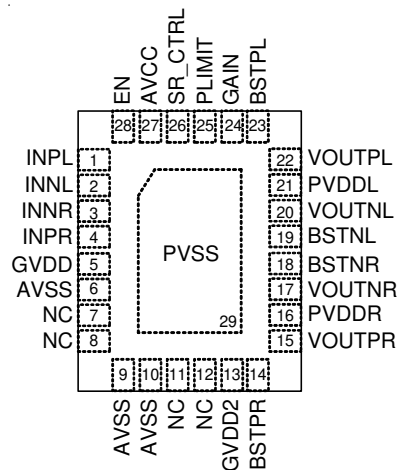 EN
AVCC
SR_CTRL
PLIMIT
GAIN
BSTPL
28
27
26
25
24
23
INPL 1
INNL 2
INNR 3
INPR 4
GVDD 5
AVSS 6
NC 7
NC 8
PVSS
29
22 VOUTPL
21 PVDDL
20 VOUTNL
19 BSTNL
18 BSTNR
17 VOUTNR
16 PVDDR
15 VOUTPR
9
10
11
12
13
14
AVSS
AVSS
NC
NC
GVDD2
BSTPR